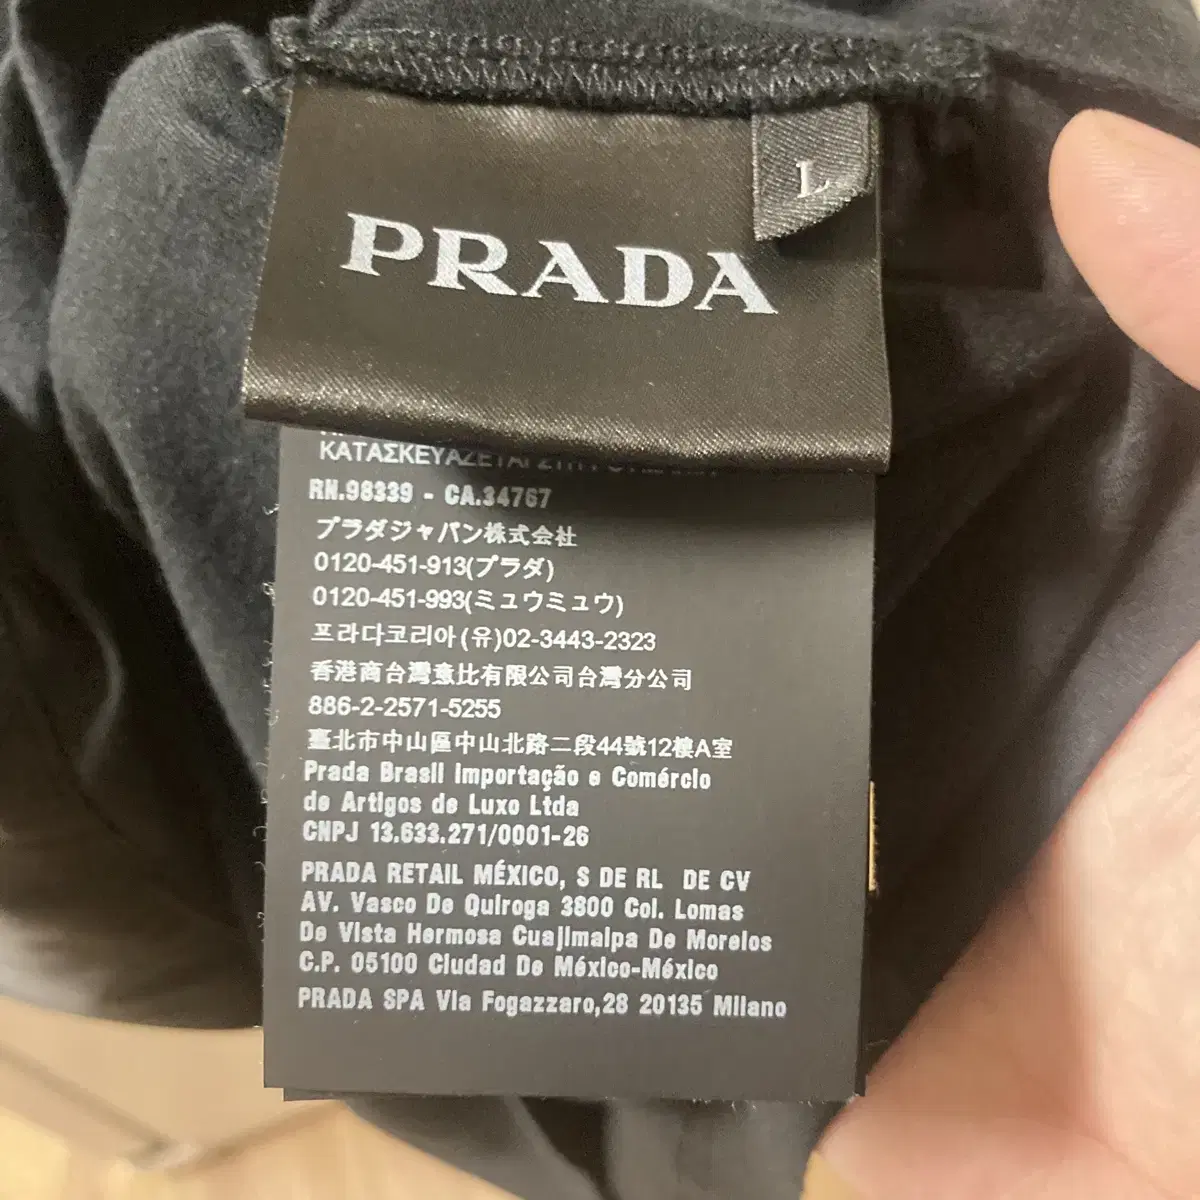 L
PRADA
ΚΑΤΑΣΚΕΥΑΖΕΤΑΙ
RN.98339 - CA.34767
プラダジャパン株式会社
0120-451-913(プラダ)
0120-451-993(ミュウミュウ)
프라다코리아(유)02-3443-2323
香港商台灣意比有限公司台灣分公司
886-2-2571-5255
臺北市中山區中山北路二段44號12樓A室
Prada Brasil Importação e Comércio
de Artigos de Luxo Ltda
CNPJ 13.633.271/0001-26
PRADA RETAIL MÉXICO, S DE RL DE CV
AV. Vasco De Quiroga 3800 Col. Lomas
De Vista Hermosa Cuajimalpa De Morelos
C.P. 05100 Ciudad De México-México
PRADA SPA Via Fogazzaro,28 20135 Milano